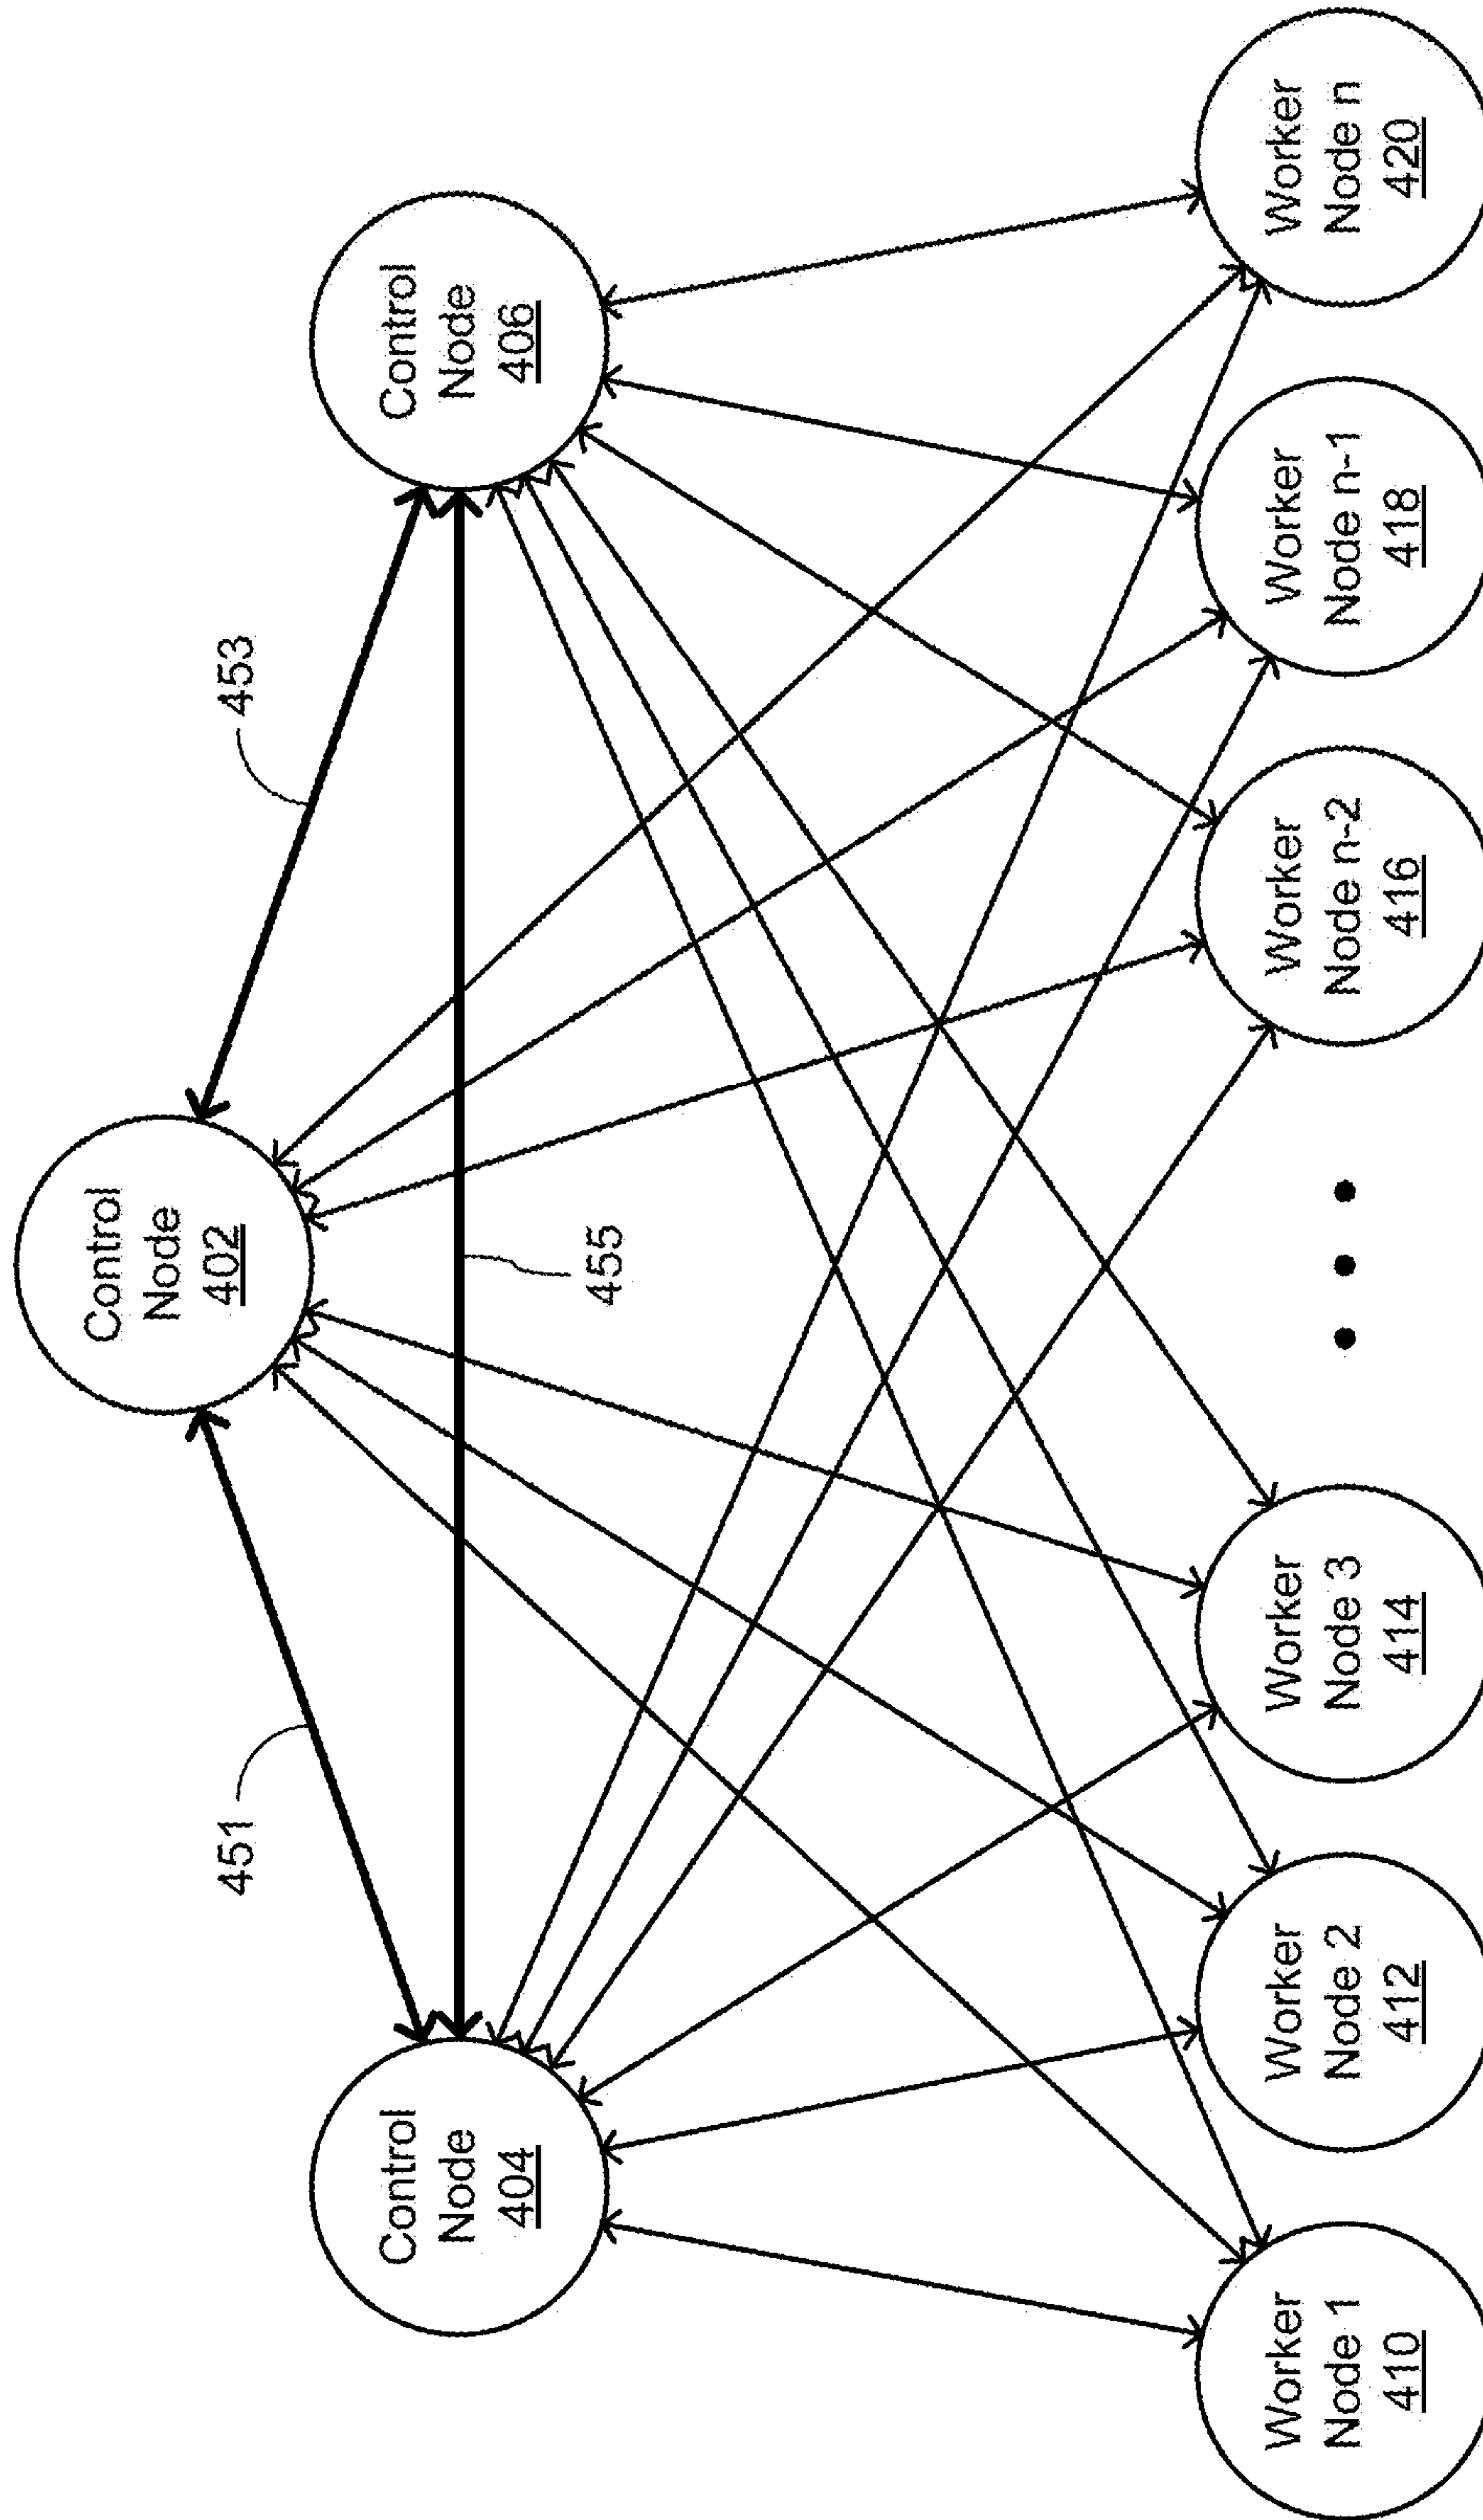 Control
Node
402
451
453
Control
Node
404
Control
Node
406
455
Worker
Node 1
410
Worker
Node 2
412
Worker
Node 3
414
Worker
Node n-2
416
Worker
Node n-1
418
Worker
Node n
420